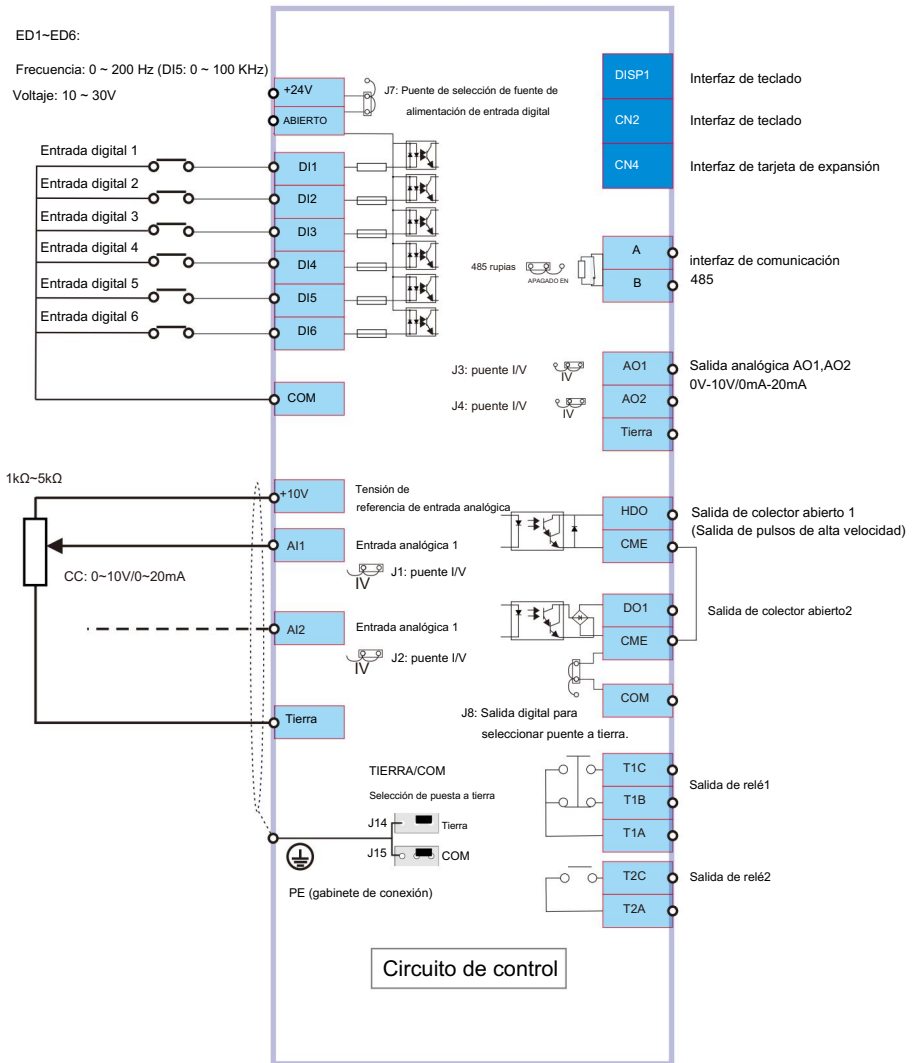 ED1~ED6:
Frecuencia: 0 ~ 200 Hz (DI5: 0 ~ 100 KHz)
Voltaje: 10 ~ 30V
+24V
ABIERTO
J7: Puente de selección de fuente de
alimentación de entrada digital
Entrada digital 1
DI1
Entrada digital 2
DI2
Entrada digital 3
DI3
Entrada digital 4
DI4
Entrada digital 5
DI5
Entrada digital 6
DI6
COM
DISP1
Interfaz de teclado
CN2
Interfaz de teclado
CN4
Interfaz de tarjeta de expansión
485 rupias
APAGADO EN
A
B
interfaz de comunicación
485
J3: puente I/V
IV
AO1
Salida analógica AO1,AO2
0V-10V/0mA-20mA
J4: puente I/V
IV
AO2
Tierra
1kΩ~5kΩ
+10V
Tensión de
referencia de entrada analógica
AI1
Entrada analógica 1
CC: 0~10V/0~20mA
J1: puente I/V
IV
AI2
Entrada analógica 1
J2: puente I/V
IV
Tierra
HDO
Salida de colector abierto 1
(Salida de pulsos de alta velocidad)
CME
DO1
Salida de colector abierto2
CME
COM
J8: Salida digital para
seleccionar puente a tierra.
TIERRA/COM
Selección de puesta a tierra
J14
Tierra
J15
COM
PE (gabinete de conexión)
T1C
Salida de relé1
T1B
T1A
T2C
Salida de relé2
T2A
Circuito de control